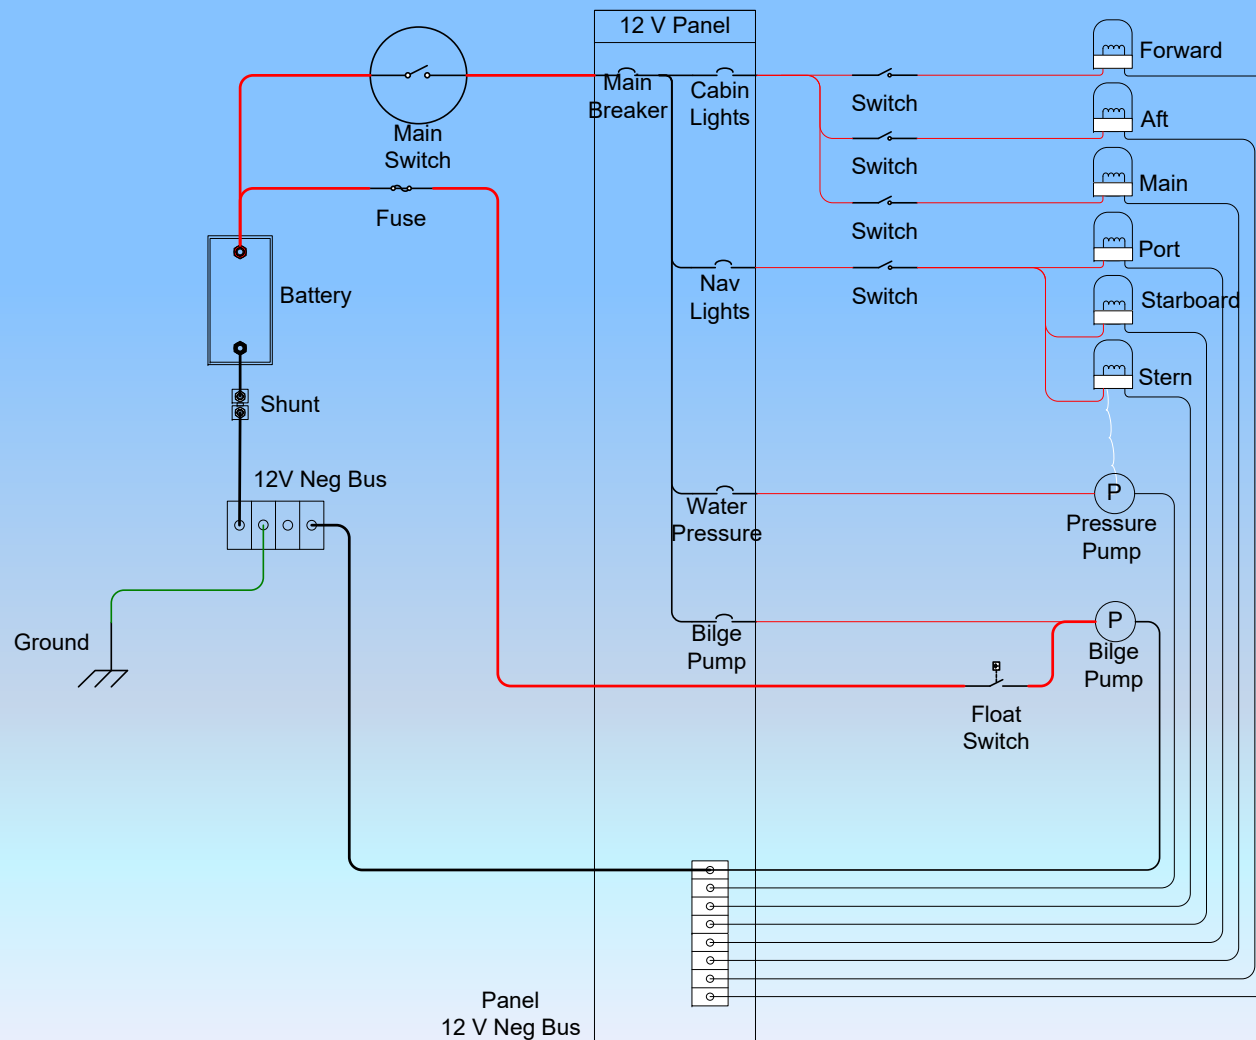 12 V Panel
Forward
Main
Breaker
Cabin
Lights
Switch
Main
Switch
Aft
Switch
Main
Fuse
Switch
Port
Battery
Nav
Lights
Switch
Starboard
Stern
Shunt
12V Neg Bus
P
Water
Pressure
Pressure
Pump
Ground
P
Bilge
Pump
Bilge
Pump
Float
Switch
Panel
12 V Neg Bus